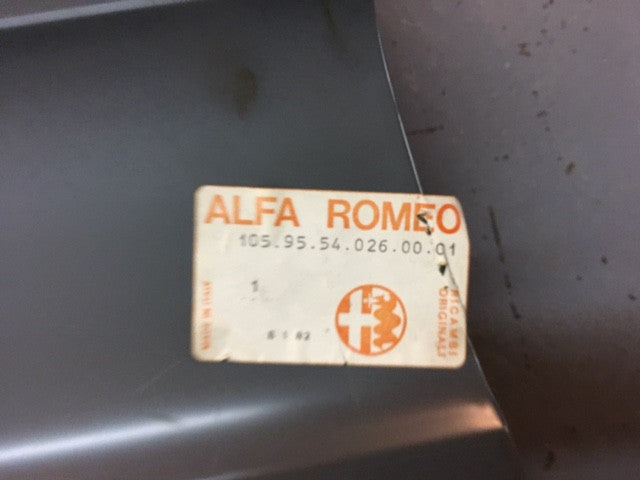 ALFA ROMEO
105.95.54.026.00.01
1
RICAMBI
ORIGINALI